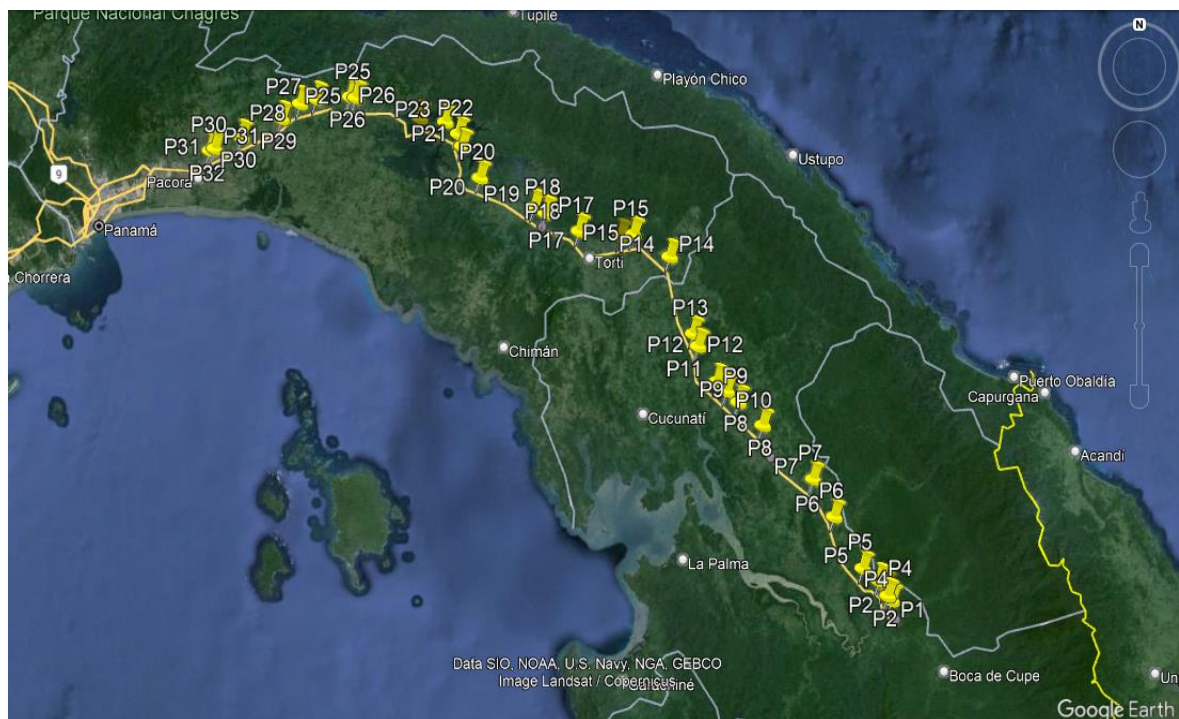 Parque Nacional Chagres
Tupile
N
Playón Chico
P25
P27
P25
P26
P23
P22
P28
P26
P30
P31
P21
P29
P31
P30
P20
Ustupo
9
Pacora
P32
P20
P19
P18
P18
P17
P15
Panamá
P17
P15
P14
P14
Tortí
Chorrera
P13
Chimán
P12
P12
P11
P9
Puerto Obaldía
P9
P10
Capurgana
Cucunatí
P8
P8
Acandí
P7
P7
P6
P6
P5
P5
P4
La Palma
P4
P2
P1
P2
Data SIO, NOAA, U.S. Navy, NGA, GEBCO
Boca de Cupe
Image Landsat / Copernicus
Google Earth